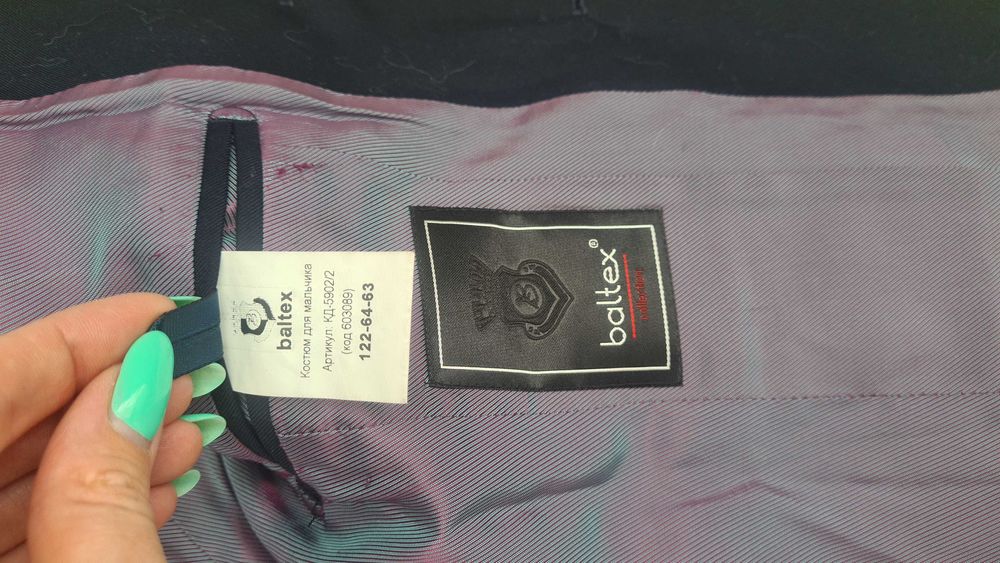 baltex
Костюм для мальчика
Артикул КД-5902/2
(код 603089)
122-64-63
baltex®
collection